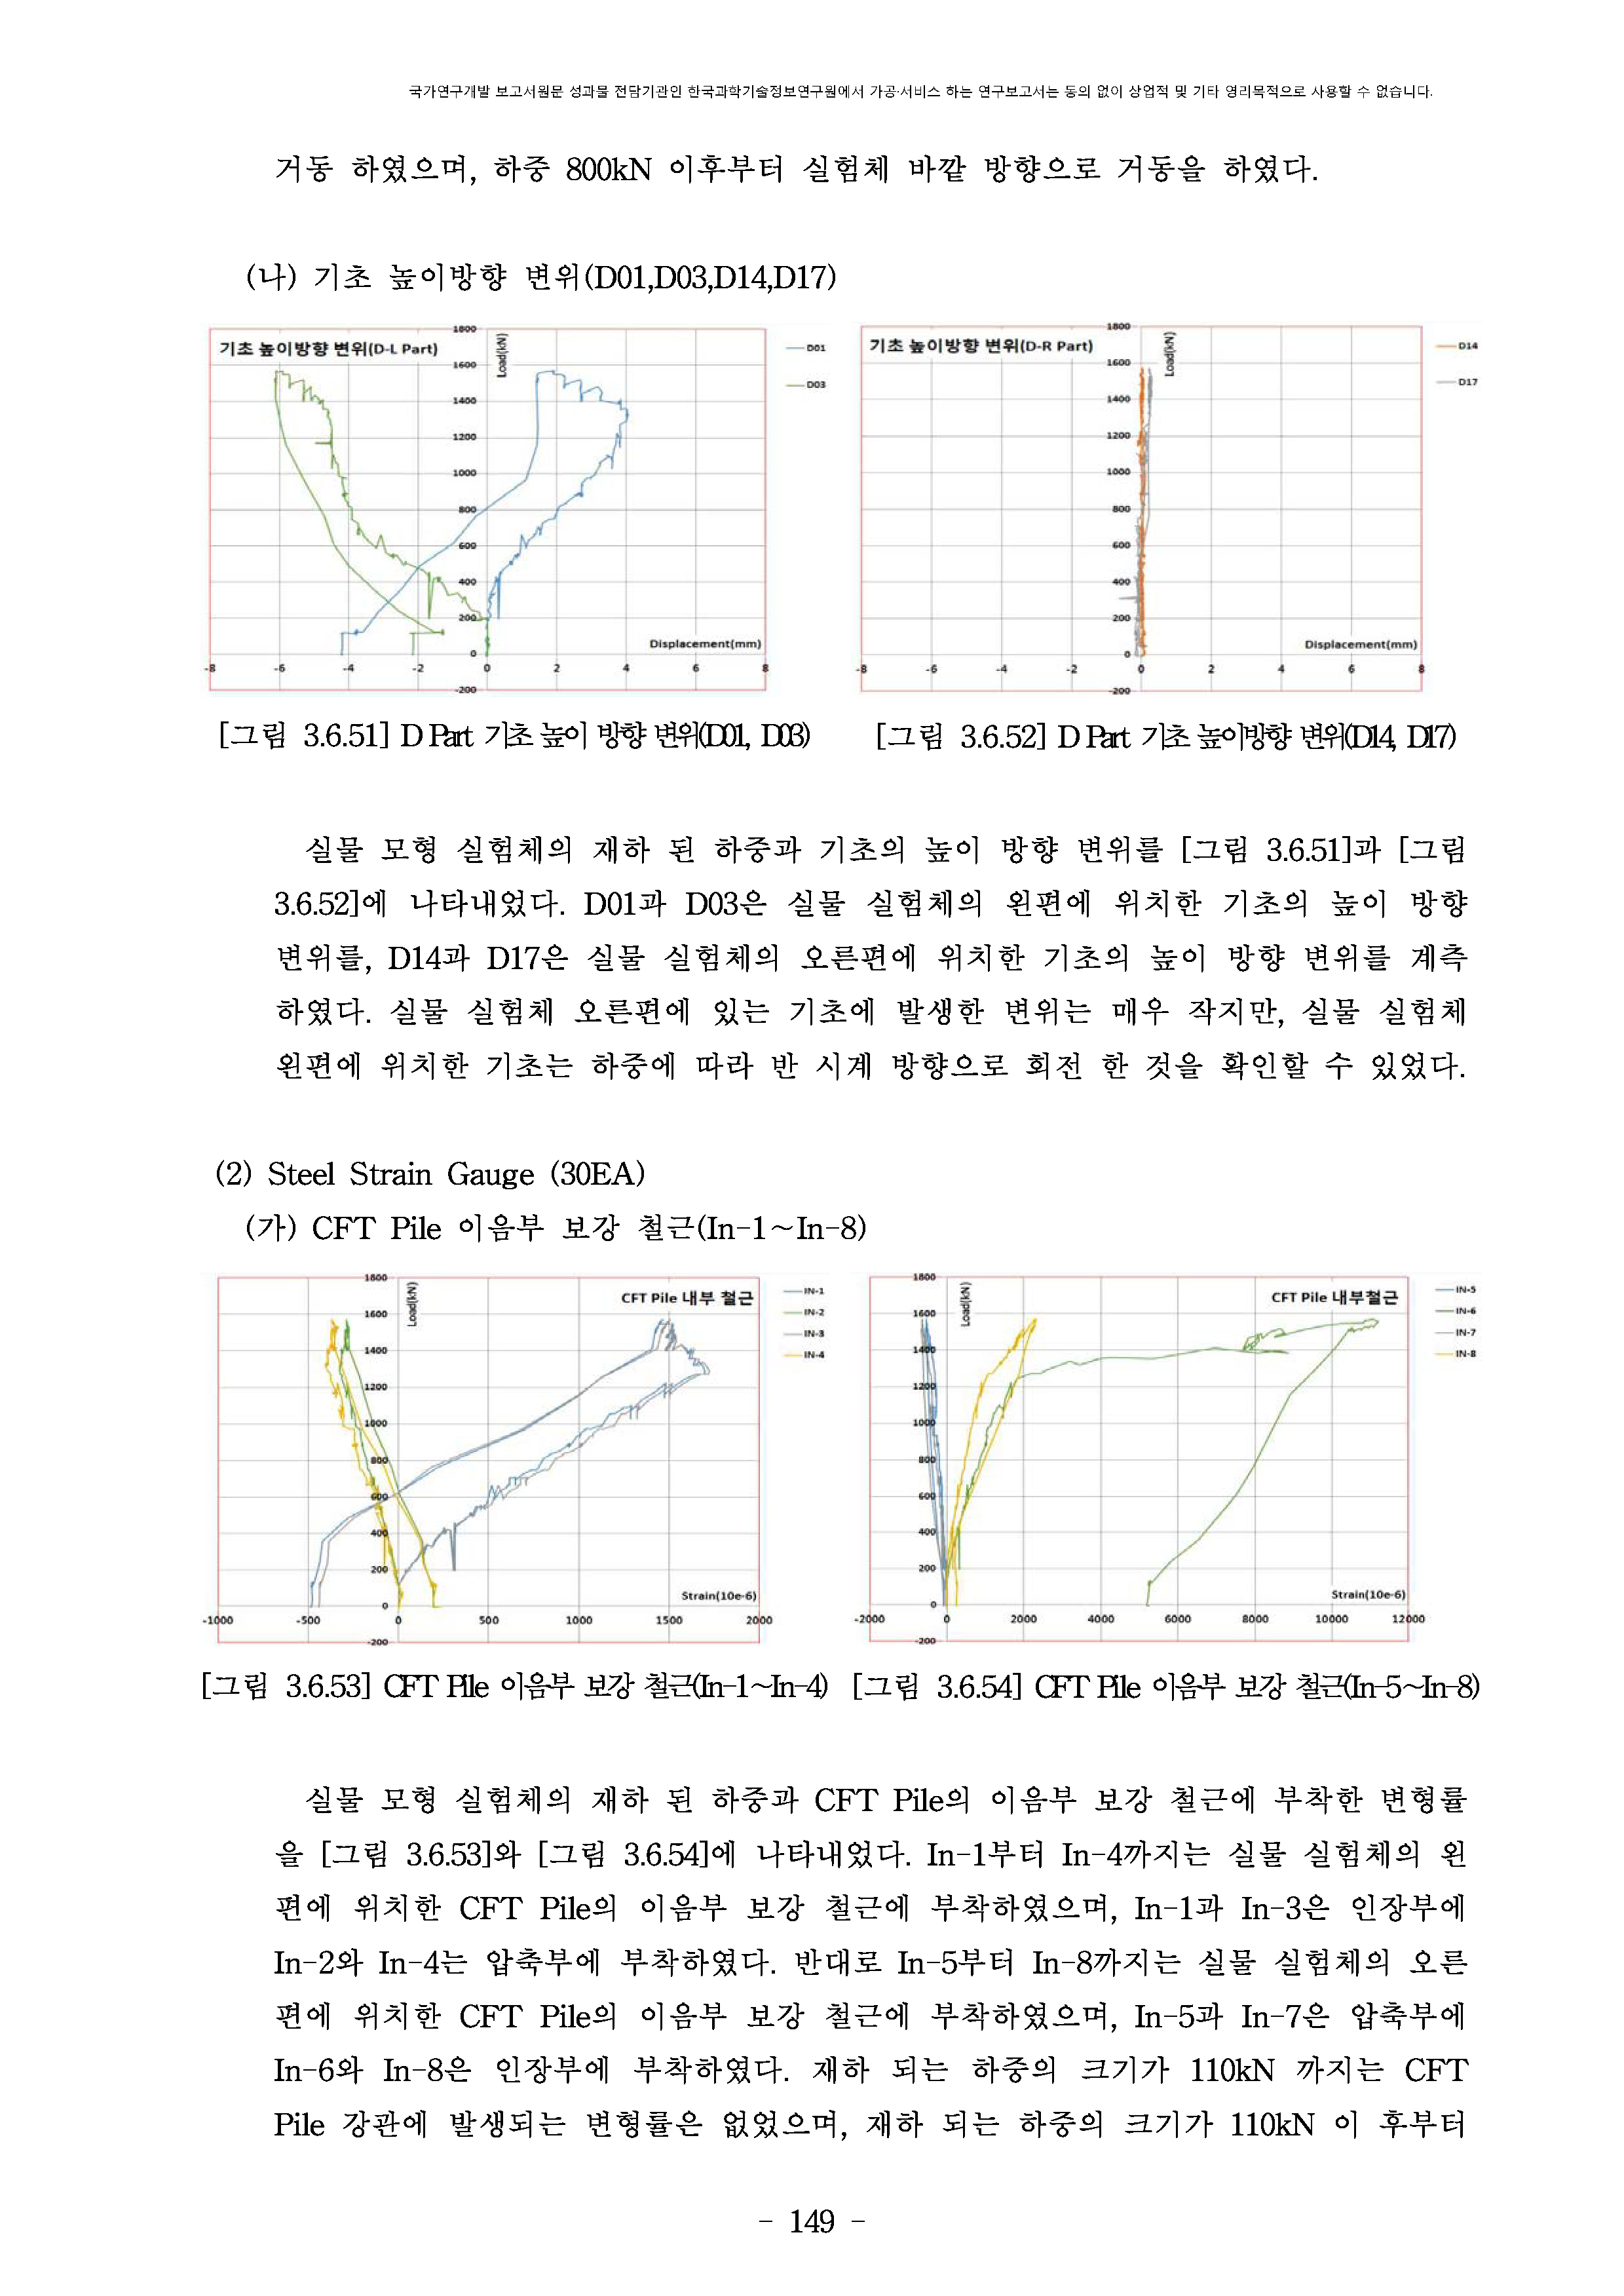 국가연구개발 보고서원문 성과물 전담기관인 한국과학기술정보연구원에서 가공·서비스 하는 연구보고서는 동의 없이 상업적 및 기타 영리목적으로 사용할 수 없습니다.
거동 하였으며, 하중 800kN 이후부터 실험체 바깥 방향으로 거동을 하였다.
(나) 기초 높이방향 변위(D01,D03,D14,D17)
기초 높이방향 변위(D-L Part)
Load(kN)
1800
1600
1400
1200
1000
800
600
400
200
0
-200
-8 -6 -4 -2 0 2 4 6 8
Displacement(mm)
D01
D03
기초 높이방향 변위(D-R Part)
Load(kN)
1800
1600
1400
1200
1000
800
600
400
200
0
-200
-8 -6 -4 -2 0 2 4 6 8
Displacement(mm)
D14
D17
[그림 3.6.51] D Part 기초 높이 방향 변위(D01, D03)
[그림 3.6.52] D Part 기초 높이방향 변위(D14, D17)
실물 모형 실험체의 재하 된 하중과 기초의 높이 방향 변위를 [그림 3.6.51]과 [그림
3.6.52]에 나타내었다. D01과 D03은 실물 실험체의 왼편에 위치한 기초의 높이 방향
변위를, D14과 D17은 실물 실험체의 오른편에 위치한 기초의 높이 방향 변위를 계측
하였다. 실물 실험체 오른편에 있는 기초에 발생한 변위는 매우 작지만, 실물 실험체
왼편에 위치한 기초는 하중에 따라 반 시계 방향으로 회전 한 것을 확인할 수 있었다.
(2) Steel Strain Gauge (30EA)
(가) CFT Pile 이음부 보강 철근(In-1~In-8)
CFT Pile 내부 철근
Load(kN)
1800
1600
1400
1200
1000
800
600
400
200
0
-200
-1000 -500 0 500 1000 1500 2000
Strain(10e-6)
IN-1
IN-2
IN-3
IN-4
CFT Pile 내부철근
Load(kN)
1800
1600
1400
1200
1000
800
600
400
200
0
-200
-2000 0 2000 4000 6000 8000 10000 12000
Strain(10e-6)
IN-5
IN-6
IN-7
IN-8
[그림 3.6.53] CFT Pile 이음부 보강 철근(In-1~In-4)
[그림 3.6.54] CFT Pile 이음부 보강 철근(In-5~In-8)
실물 모형 실험체의 재하 된 하중과 CFT Pile의 이음부 보강 철근에 부착한 변형률
을 [그림 3.6.53]와 [그림 3.6.54]에 나타내었다. In-1부터 In-4까지는 실물 실험체의 왼
편에 위치한 CFT Pile의 이음부 보강 철근에 부착하였으며, In-1과 In-3은 인장부에
In-2와 In-4는 압축부에 부착하였다. 반대로 In-5부터 In-8까지는 실물 실험체의 오른
편에 위치한 CFT Pile의 이음부 보강 철근에 부착하였으며, In-5과 In-7은 압축부에
In-6와 In-8은 인장부에 부착하였다. 재하 되는 하중의 크기가 110kN 까지는 CFT
Pile 강관에 발생되는 변형률은 없었으며, 재하 되는 하중의 크기가 110kN 이 후부터
- 149 -